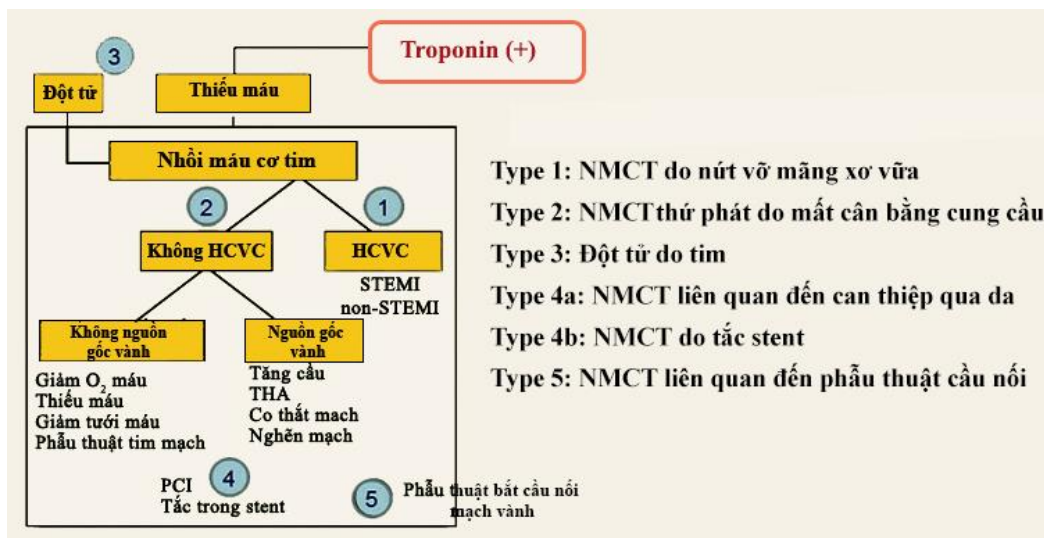 Troponin (+)
3
Đột tử
Thiếu máu
Nhồi máu cơ tim
2
1
Không HCVC
HCVC
STEMI
non-STEMI
Không nguồn
gốc vành
Nguồn gốc
vành
Giảm O₂ máu
Thiếu máu
Giảm tưới máu
Phẫu thuật tim mạch
Tăng cầu
THA
Co thắt mach
Nghẽn mạch
PCI
Tắc trong stent
4
5
Phẫu thuật bắt cầu nối
mạch vành
Type 1: NMCT do nứt vỡ mãng xơ vữa
Type 2: NMCT thứ phát do mất cân bằng cung cầu
Type 3: Đột tử do tim
Type 4a: NMCT liên quan đến can thiệp qua da
Type 4b: NMCT do tắc stent
Type 5: NMCT liên quan đến phẫu thuật cầu nối